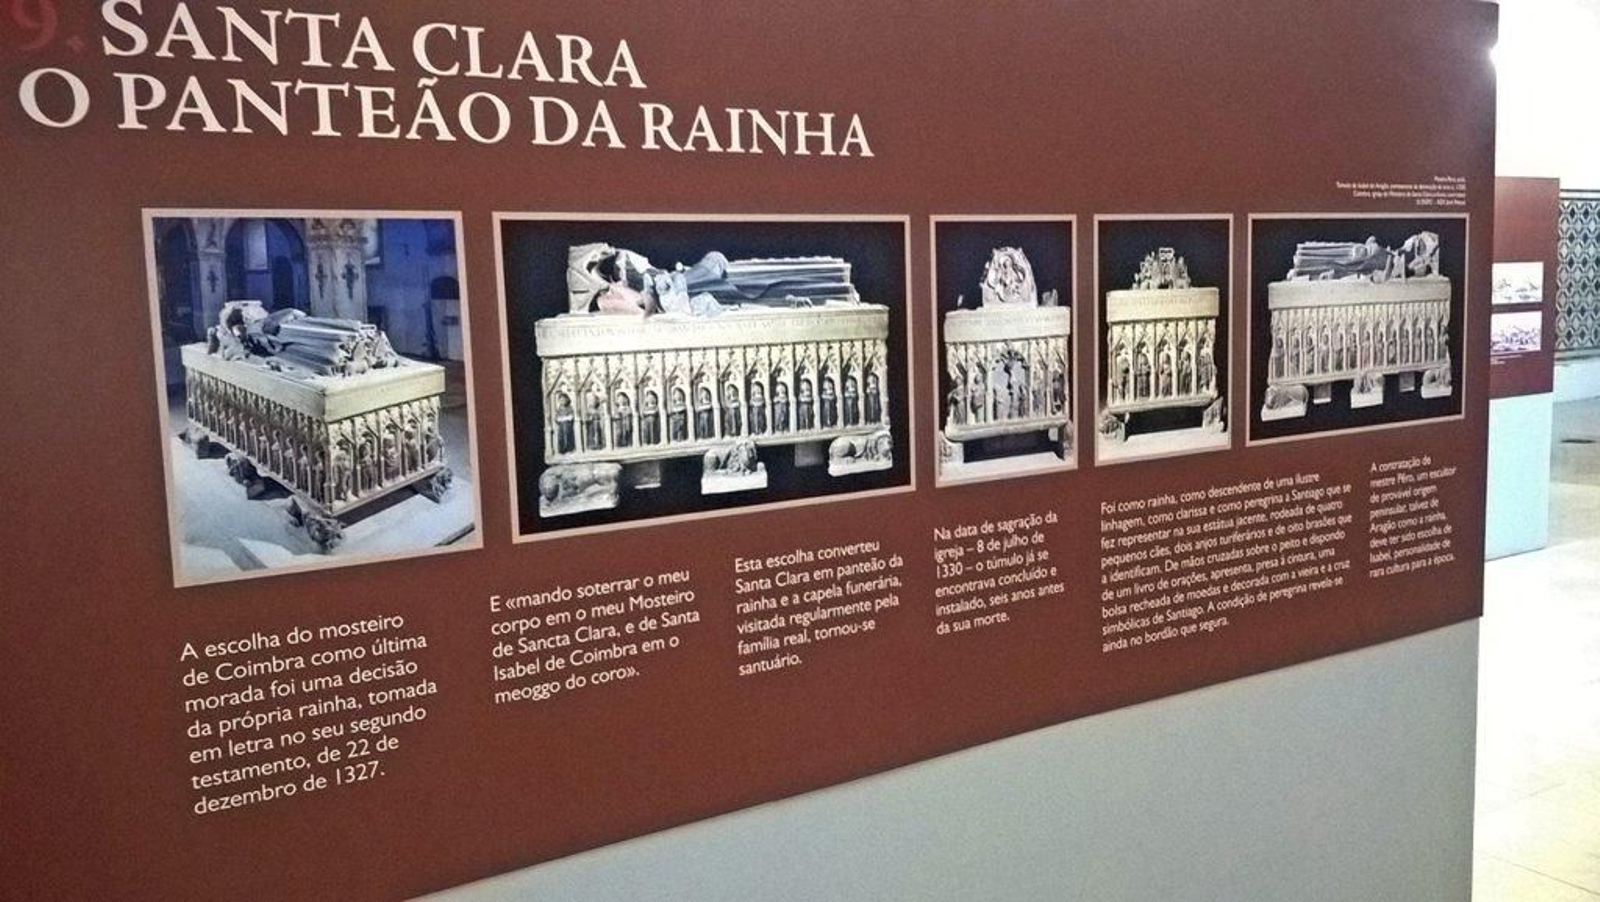 9. SANTA CLARA
O PANTEÃO DA RAINHA
A escolha do mosteiro
de Coimbra como última
morada foi uma decisão
da própria rainha, tomada
em letra no seu segundo
testamento, de 22 de
dezembro de 1327.
E «mando soterrar o meu
corpo em o meu Mosteiro
de Sancta Clara, e de Santa
Isabel de Coimbra em o
meoggo do coro».
Esta escolha converteu
Santa Clara em panteão da
rainha e a capela funerária,
visitada regularmente pela
família real, tornou-se
santuário.
Na data de sagração da
igreja – 8 de julho de
1330 – o túmulo já se
encontrava concluído e
instalado, seis anos antes
da sua morte.
Foi como rainha, como descendente de uma ilustre
linhagem, como clarissa e como peregrina a Santiago que se
fez representar na sua estátua jacente, rodeada de quatro
pequenos cães, dois anjos turiferários e de oito brasões que
a identificam. De mãos cruzadas sobre o peito e dispondo
de um livro de orações, apresenta, presa à cintura, uma
bolsa recheada de moedas e decorada com a vieira e a cruz
simbólicas de Santiago. A condição de peregrina revela-se
ainda no bordão que segura.
A contratação de
mestre Pêro, um escultor
de provável origem
peninsular, talvez de
Aragão como a rainha,
deve ter sido escolha de
Isabel, personalidade de
rara cultura para a época.